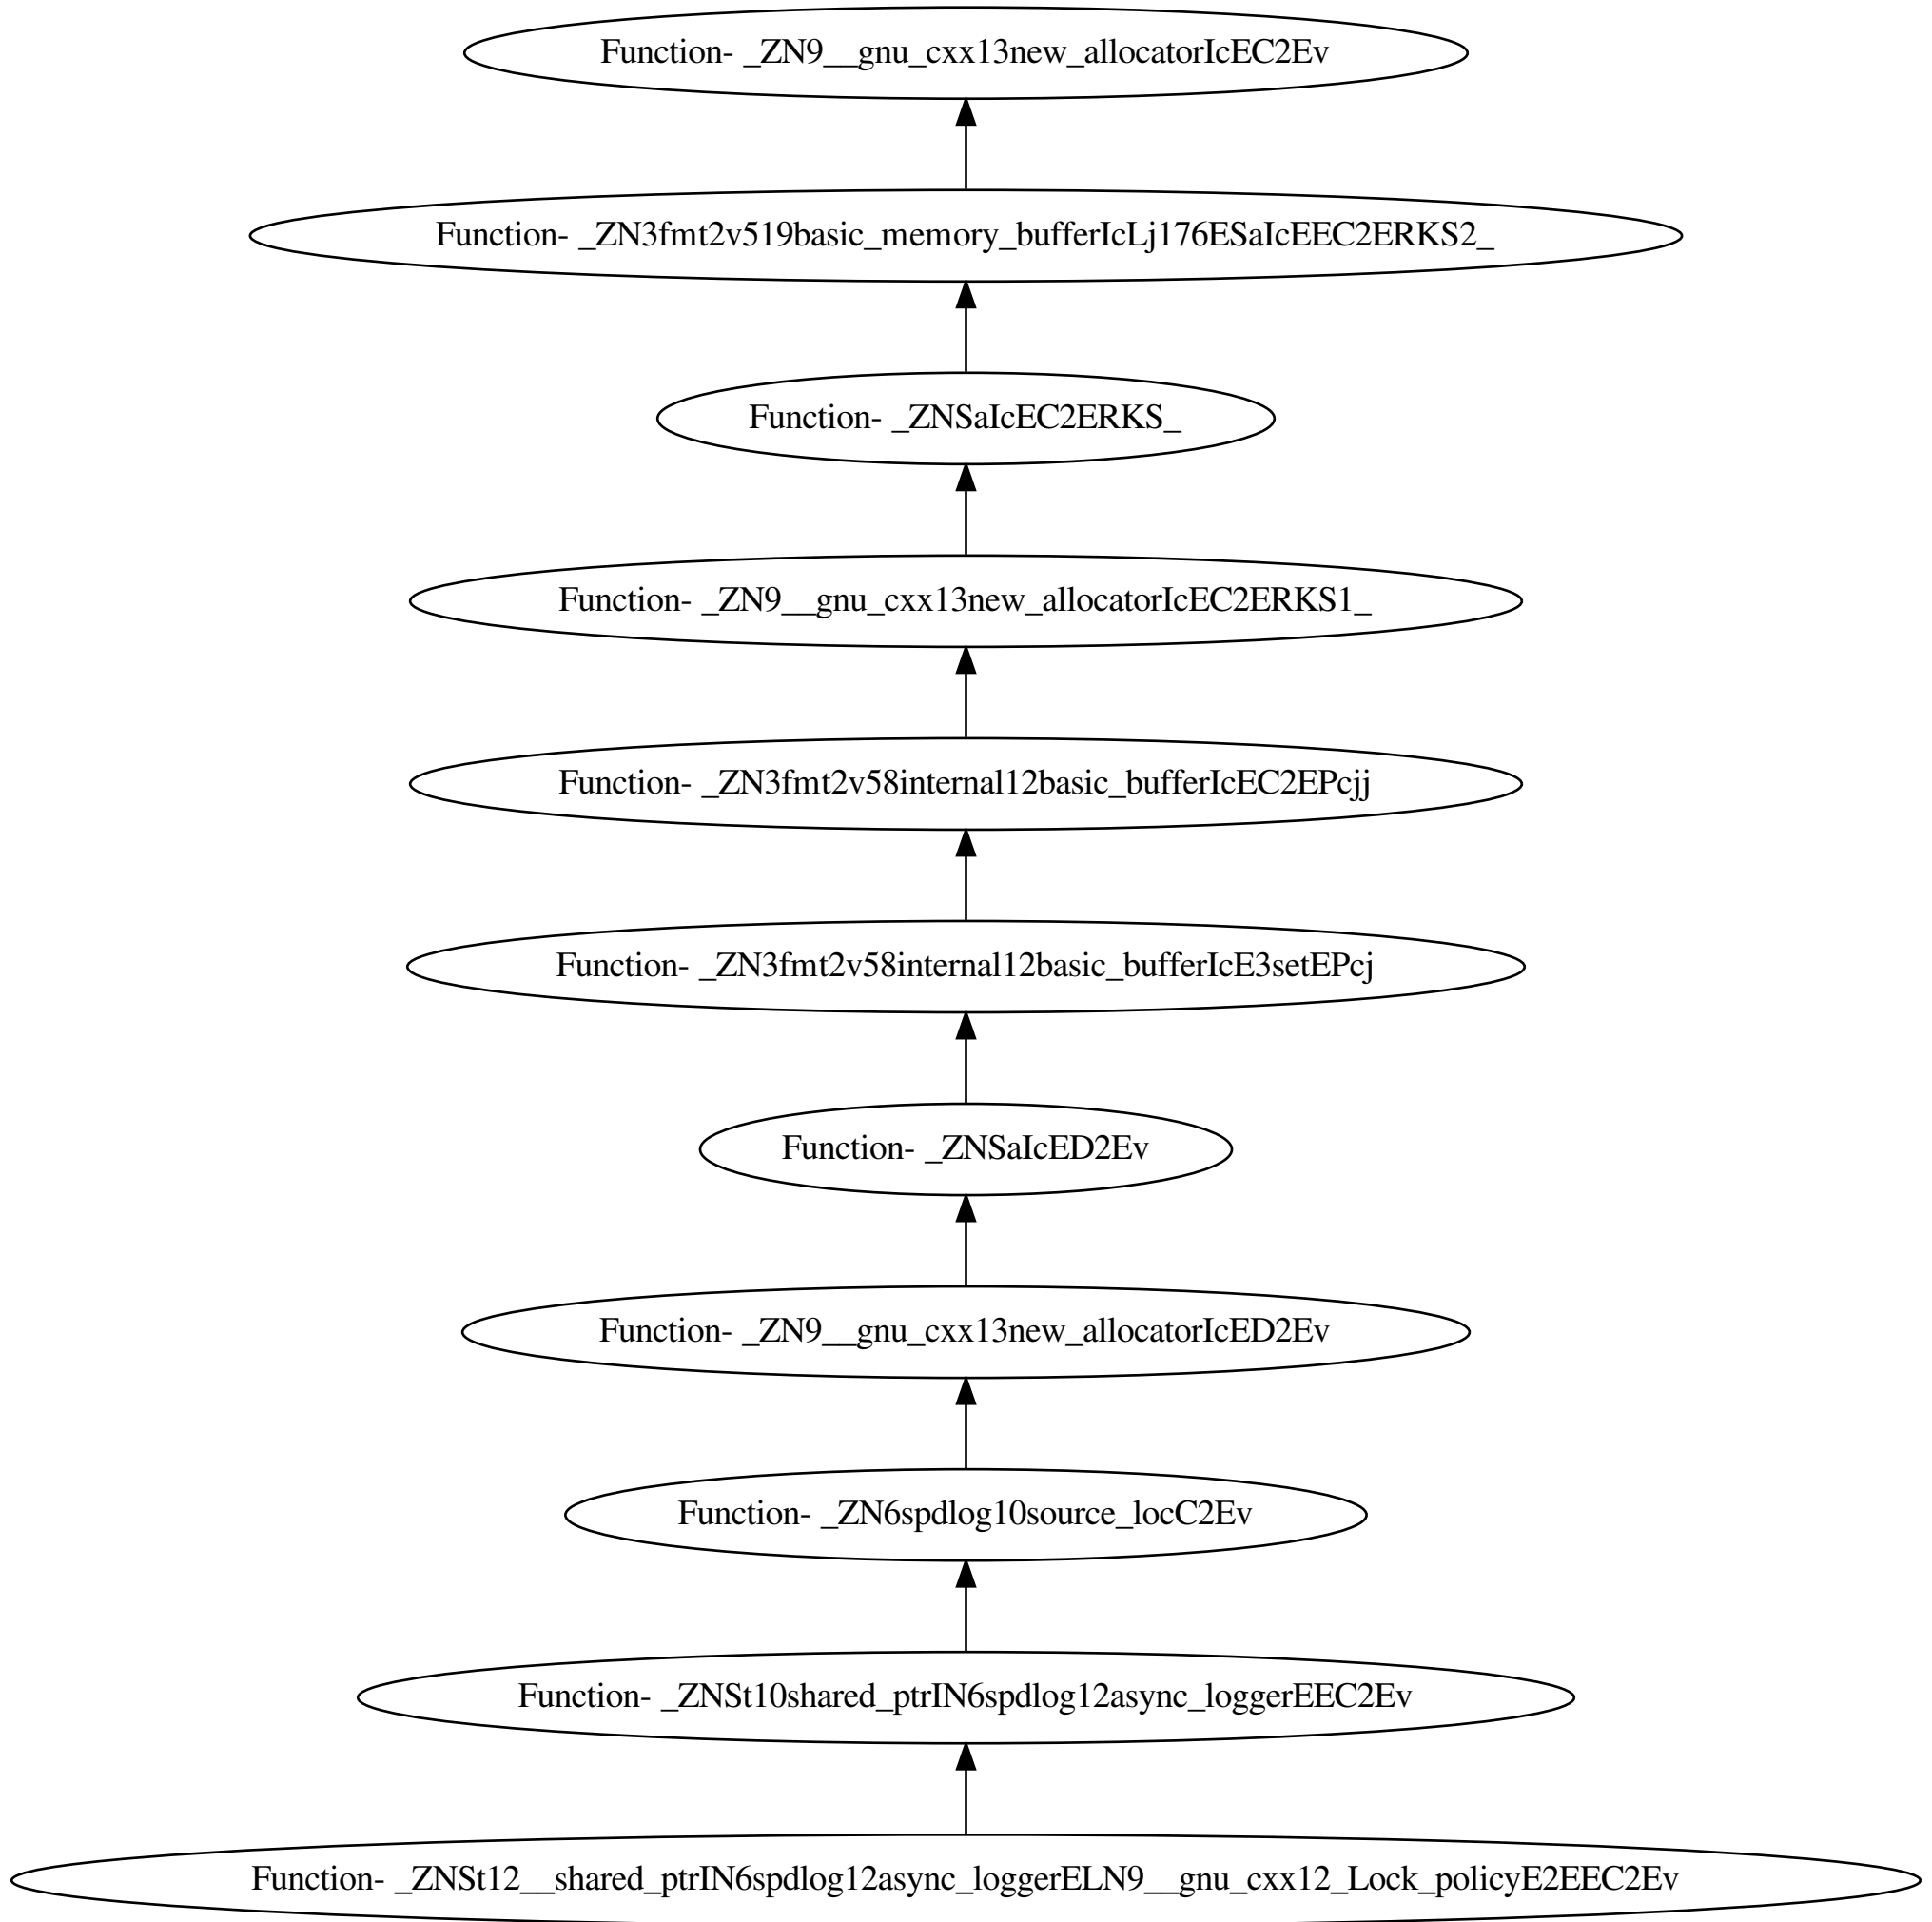 Function- _ZN9__gnu_cxx13new_allocatorIcEC2Ev
Function- _ZN3fmt2v519basic_memory_bufferIcLj176ESaIcEEC2ERKS2_
Function- _ZNSaIcEC2ERKS_
Function- _ZN9__gnu_cxx13new_allocatorIcEC2ERKS1_
Function- _ZN3fmt2v58internal12basic_bufferIcEC2EPcjj
Function- _ZN3fmt2v58internal12basic_bufferIcE3setEPcj
Function- _ZNSaIcED2Ev
Function- _ZN9__gnu_cxx13new_allocatorIcED2Ev
Function- _ZN6spdlog10source_locC2Ev
Function- _ZNSt10shared_ptrIN6spdlog12async_loggerEEC2Ev
Function- _ZNSt12__shared_ptrIN6spdlog12async_loggerELN9__gnu_cxx12_Lock_policyE2EEC2Ev